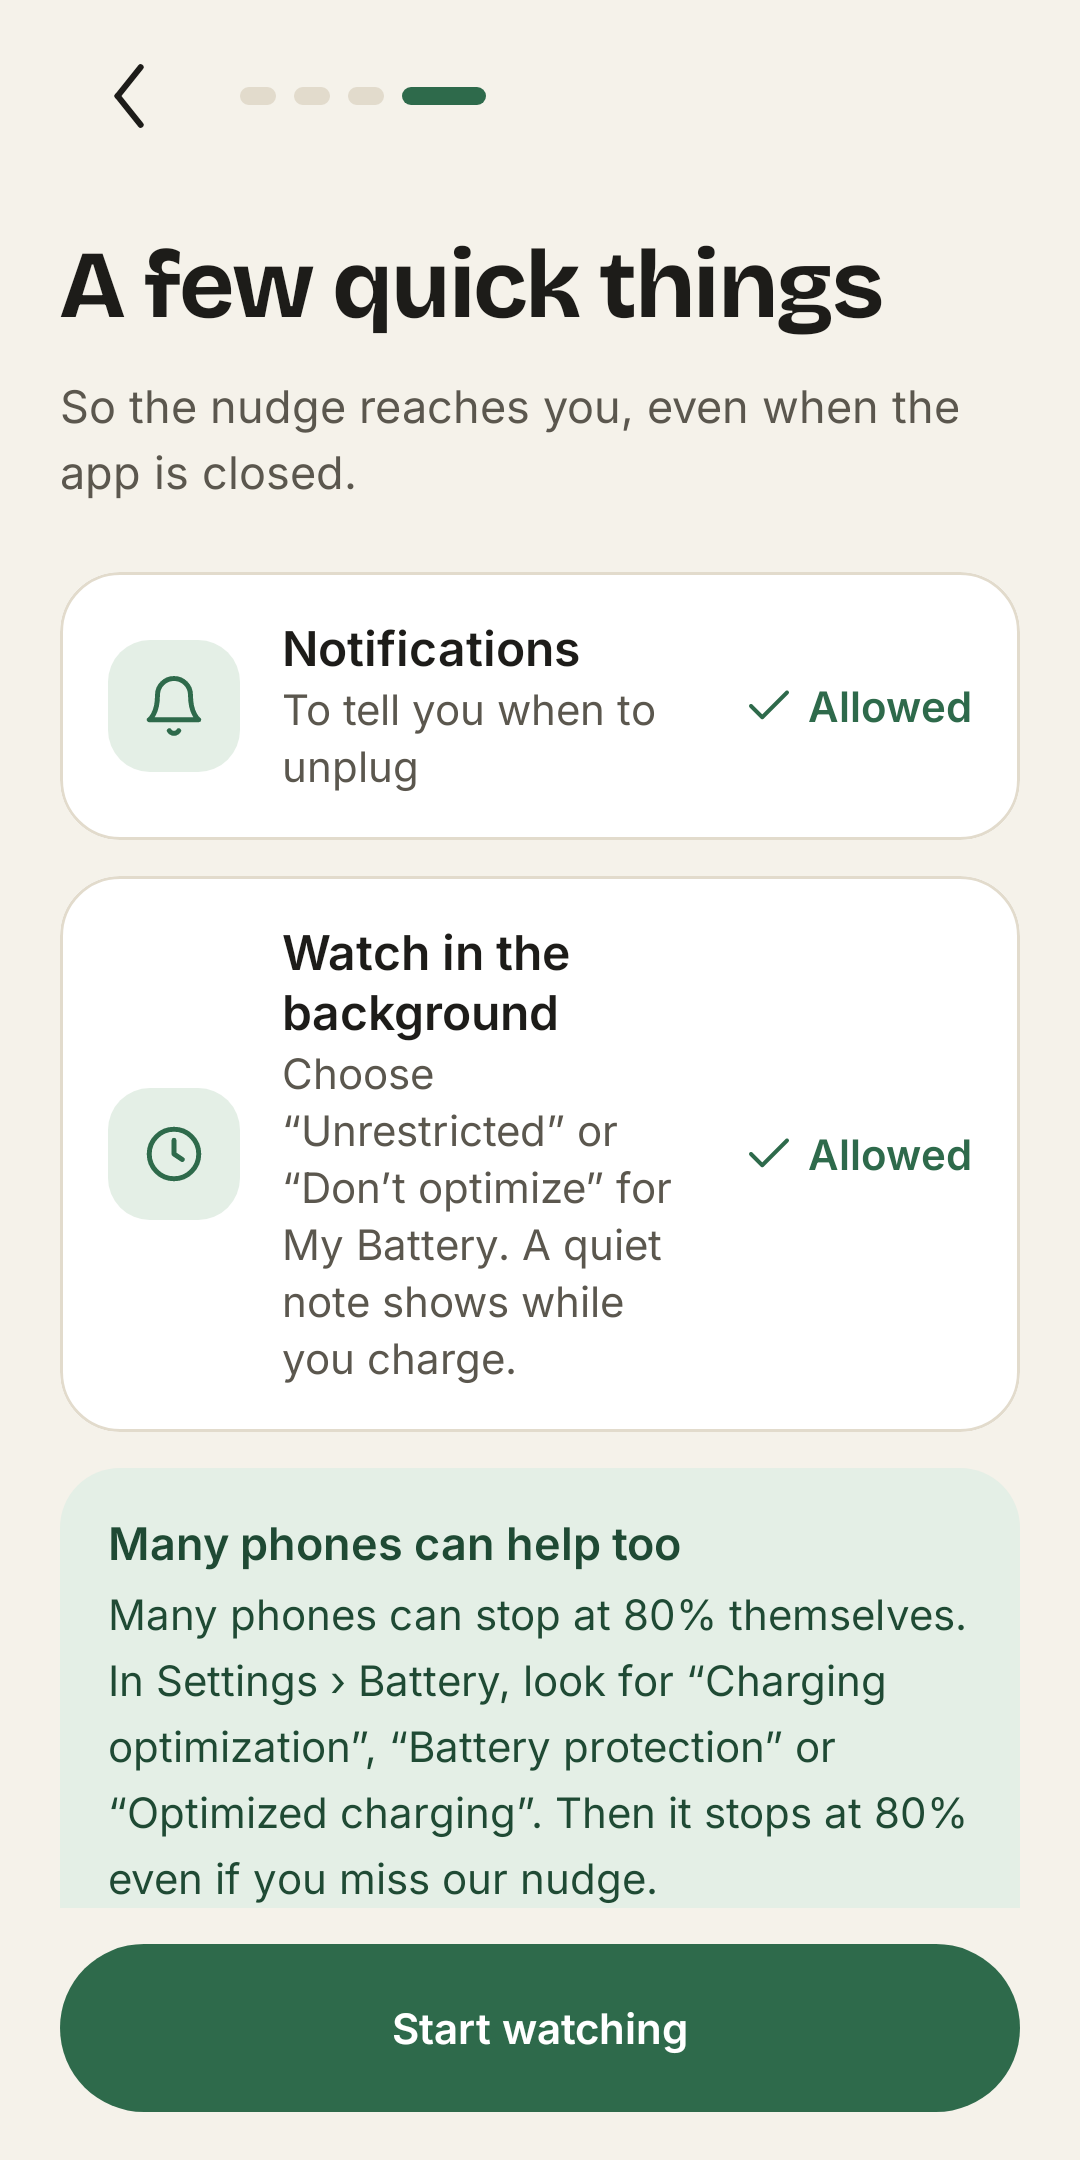 A few quick things
So the nudge reaches you, even when the
app is closed.
Notifications
To tell you when to
unplug
Allowed
Watch in the
background
Choose
“Unrestricted” or
“Don’t optimize” for
My Battery. A quiet
note shows while
you charge.
Allowed
Many phones can help too
Many phones can stop at 80% themselves.
In Settings › Battery, look for “Charging
optimization”, “Battery protection” or
“Optimized charging”. Then it stops at 80%
even if you miss our nudge.
Start watching